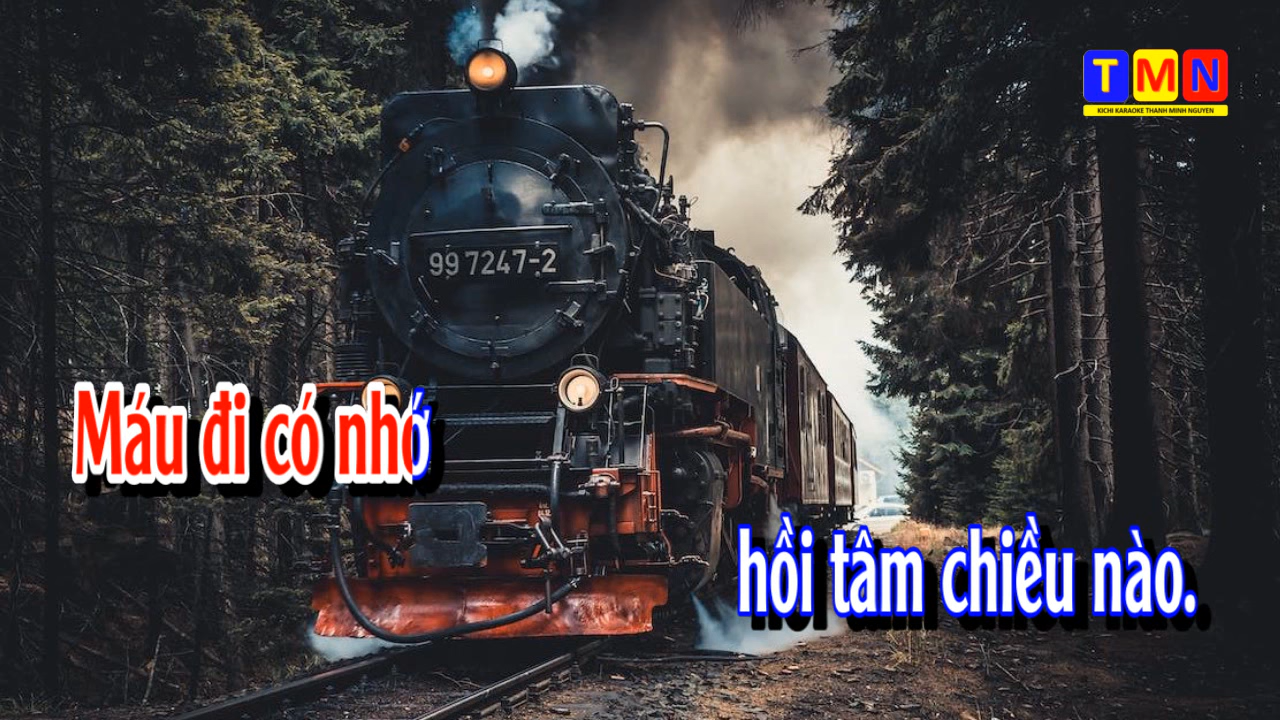 TMN
KICHI KARAOKE THANH MINH NGUYEN
99 7247-2
Máu đi có nhớ
hồi tâm chiều nào.